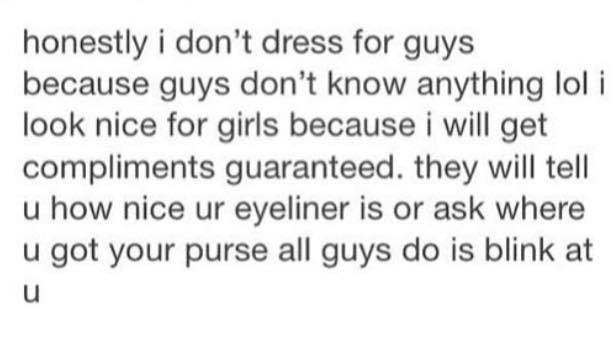 honestly i don't dress for guys
because guys don't know anything lol i
look nice for girls because i will get
compliments guaranteed. they will tell
u how nice ur eyeliner is or ask where
u got your purse all guys do is blink at
u